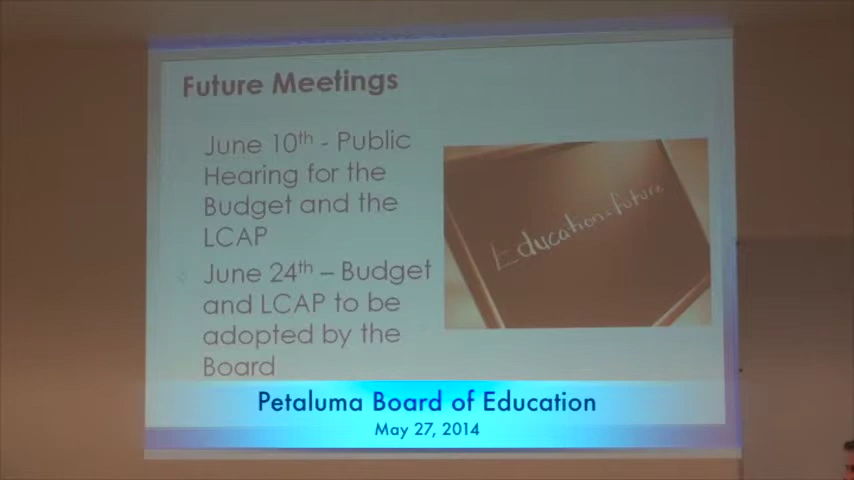 Future Meetings
June 10th - Public
Hearing for the
Budget and the
LCAP
June 24th – Budget
and LCAP to be
adopted by the
Board
Education=future
Petaluma Board of Education
May 27, 2014